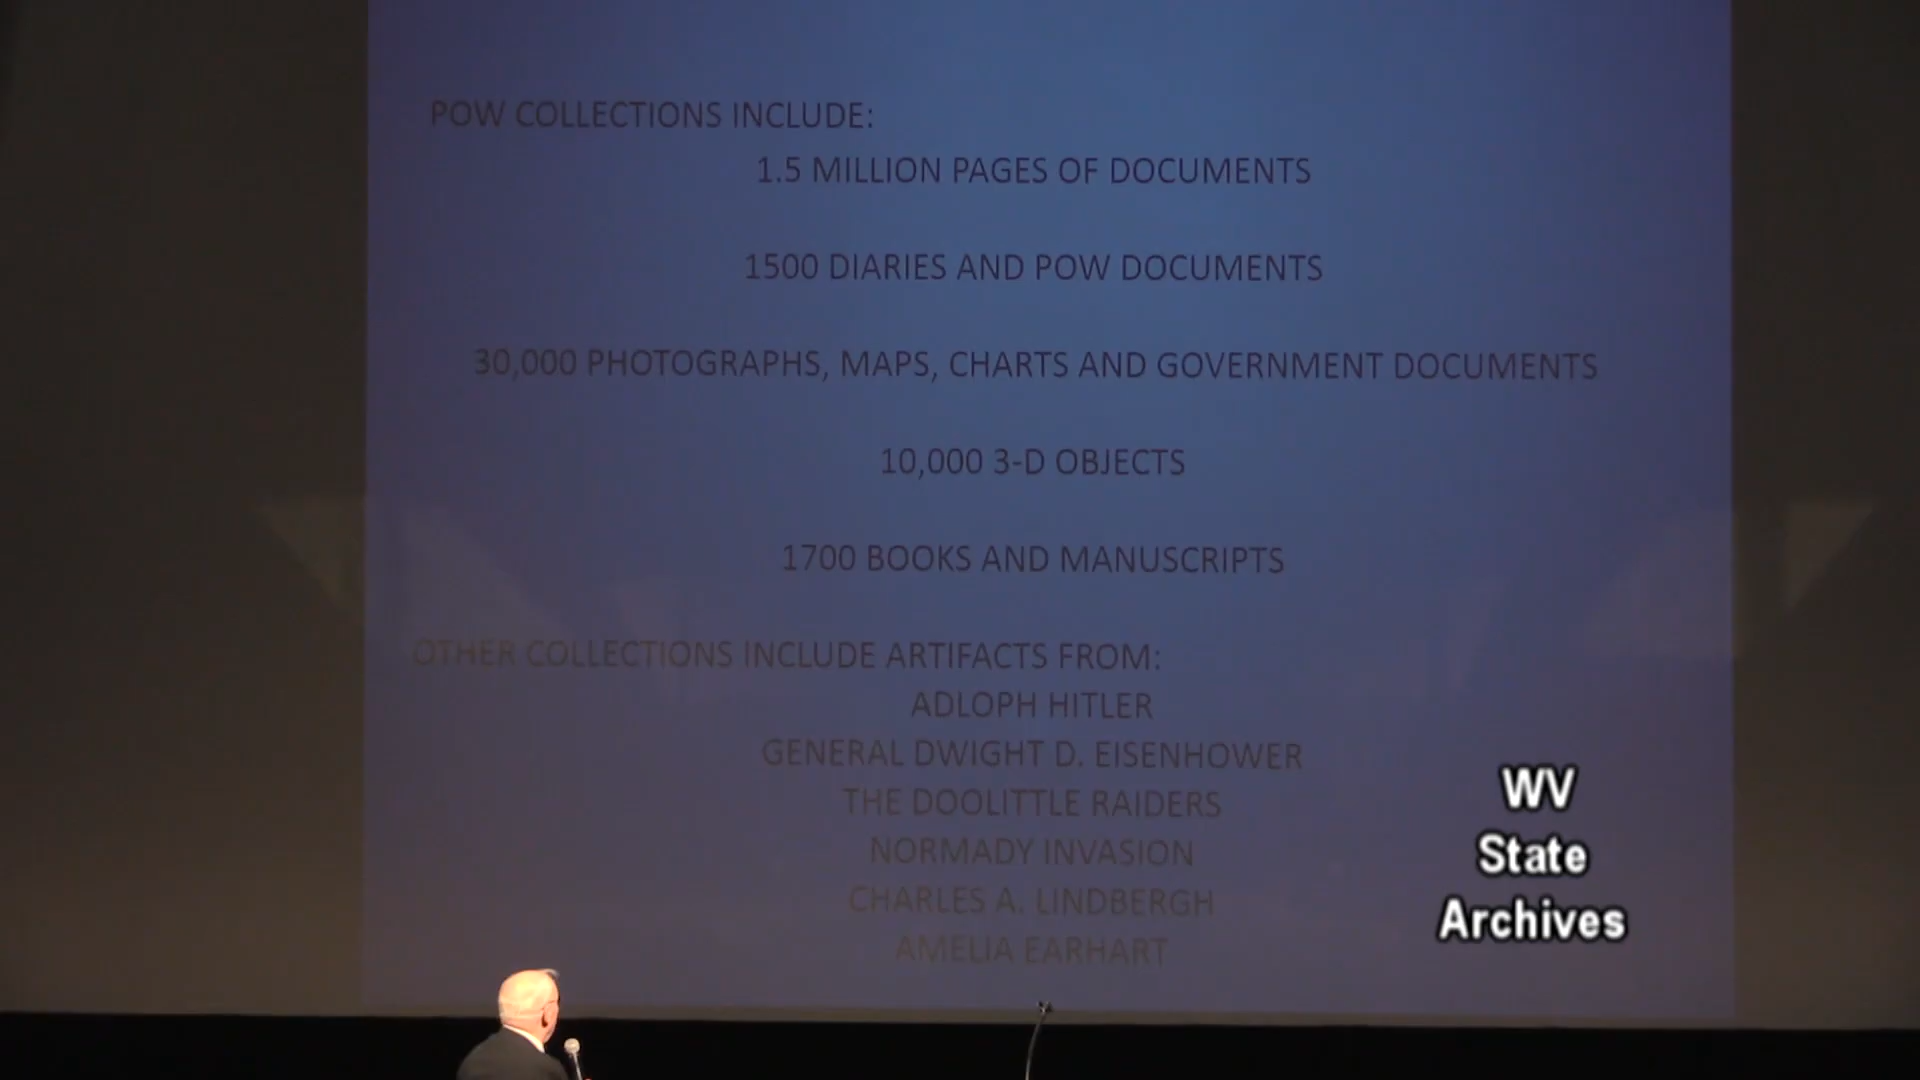 POW COLLECTIONS INCLUDE:
1.5 MILLION PAGES OF DOCUMENTS
1500 DIARIES AND POW DOCUMENTS
30,000 PHOTOGRAPHS, MAPS, CHARTS AND GOVERNMENT DOCUMENTS
10,000 3-D OBJECTS
1700 BOOKS AND MANUSCRIPTS
OTHER COLLECTIONS INCLUDE ARTIFACTS FROM:
ADLOPH HITLER
GENERAL DWIGHT D. EISENHOWER
THE DOOLITTLE RAIDERS
NORMADY INVASION
CHARLES A. LINDBERGH
AMELIA EARHART
WV
State
Archives